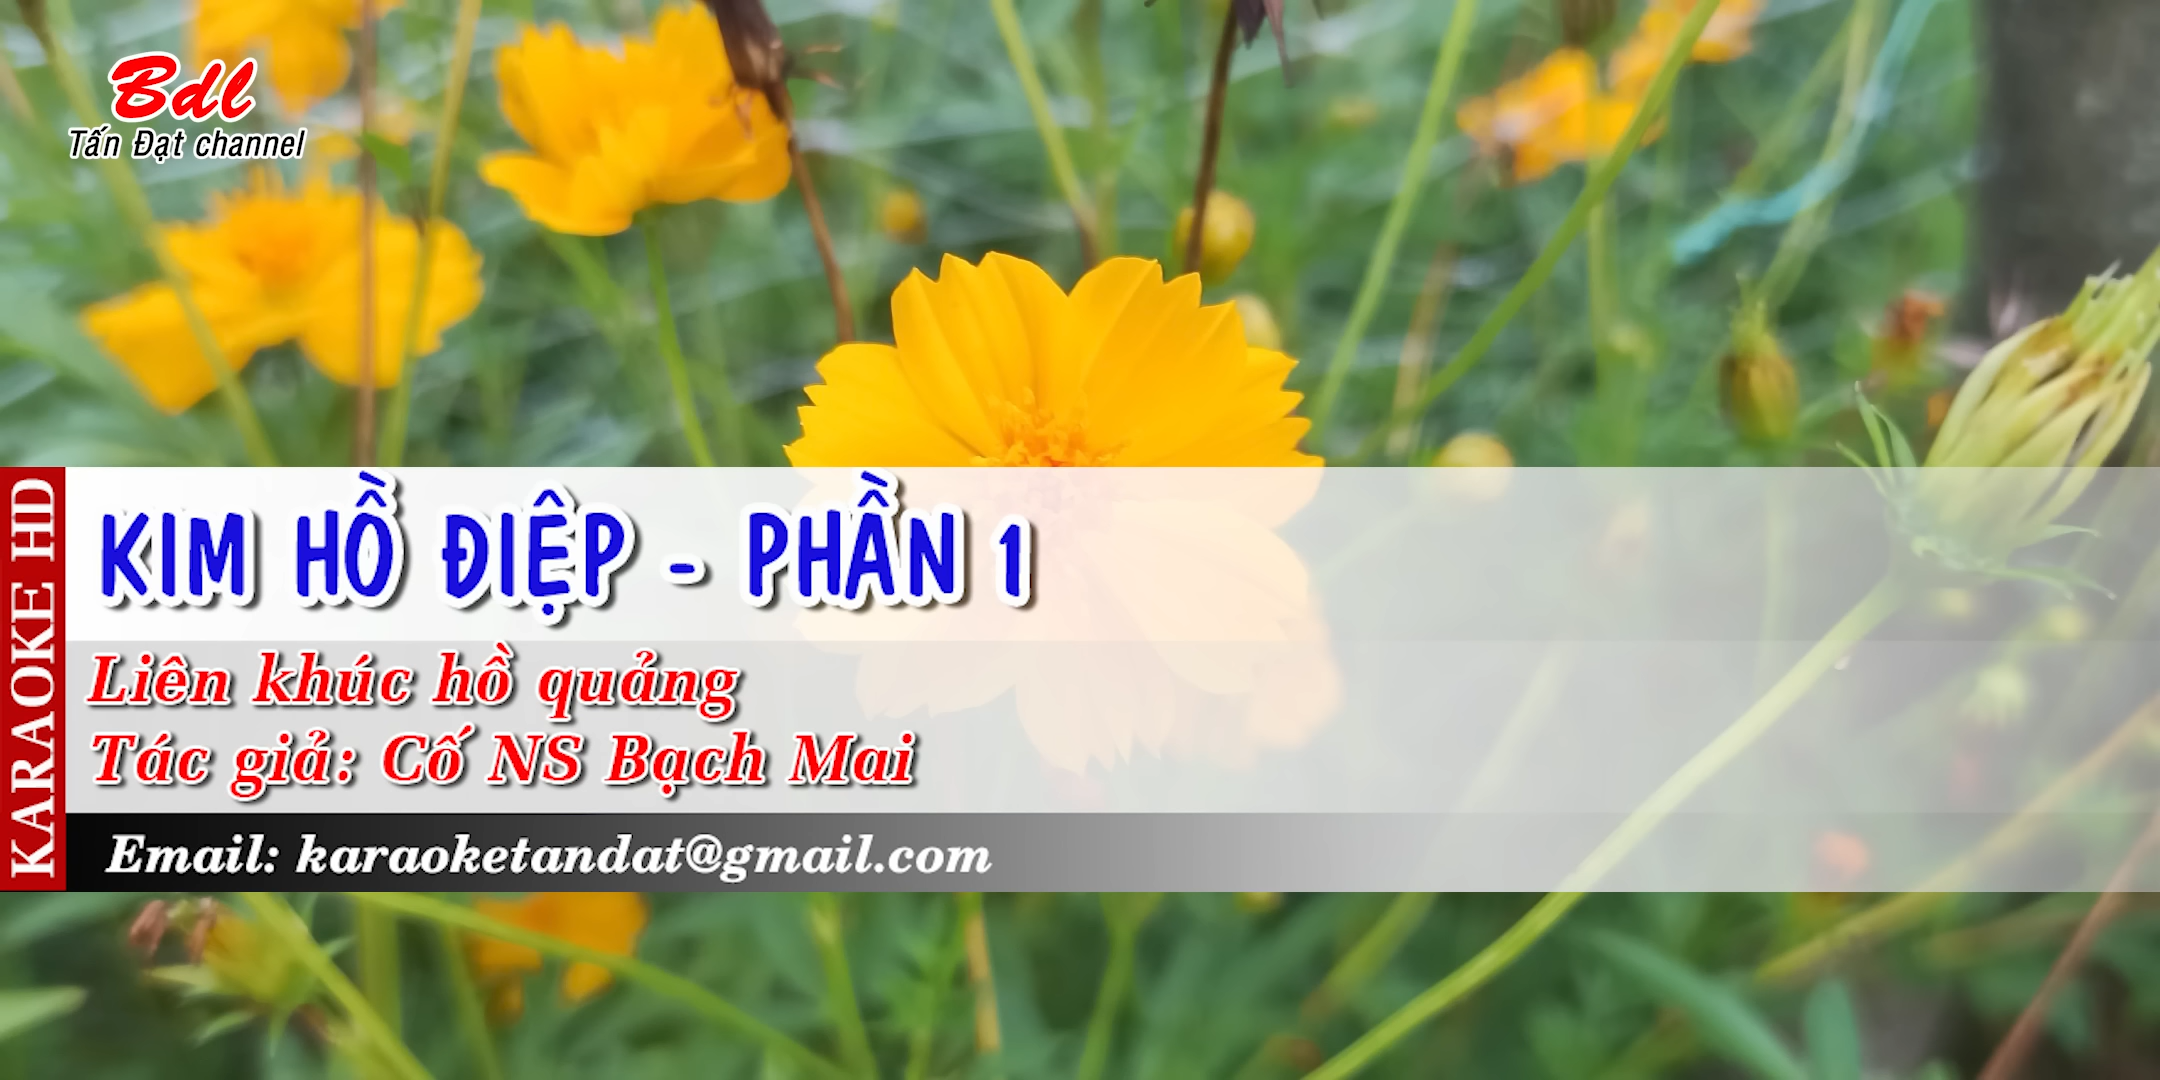 Bdl
Tấn Đạt channel
KARAOKE HD
KIM HỒ ĐIỆP - PHẦN 1
Liên khúc hồ quảng
Tác giả: Cố NS Bạch Mai
Email: karaoketandat@gmail.com